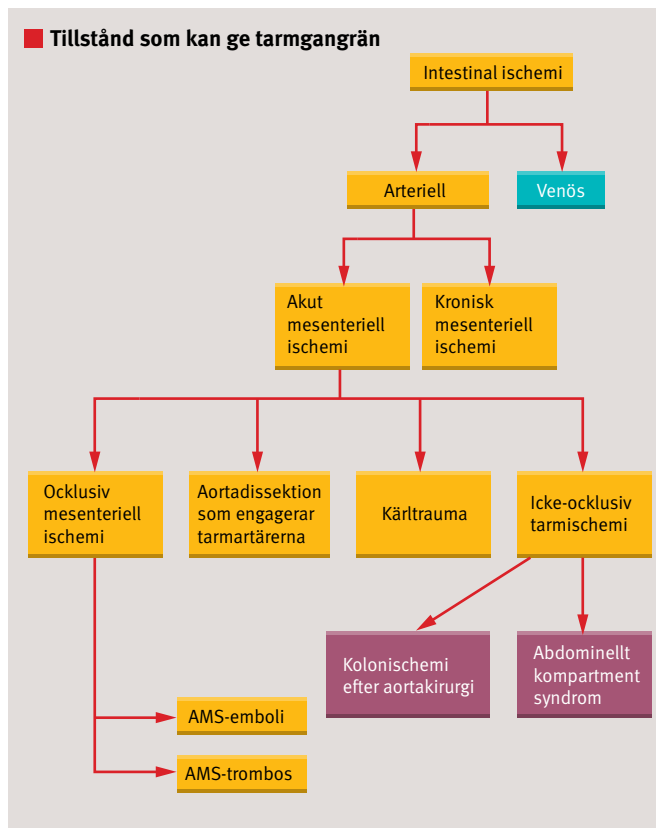 Tillstånd som kan ge tarmgangrän
Intestinal ischemi
Arteriell
Venös
Akut
mesenteriell
ischemi
Kronisk
mesenteriell
ischemi
Ocklusiv
mesenteriell
ischemi
Aortadissektion
som engagerar
tarmartärerna
Kärltrauma
Icke-ocklusiv
tarmischemi
Kolonischemi
efter aortakirurgi
Abdominellt
kompartment
syndrom
AMS-emboli
AMS-trombos